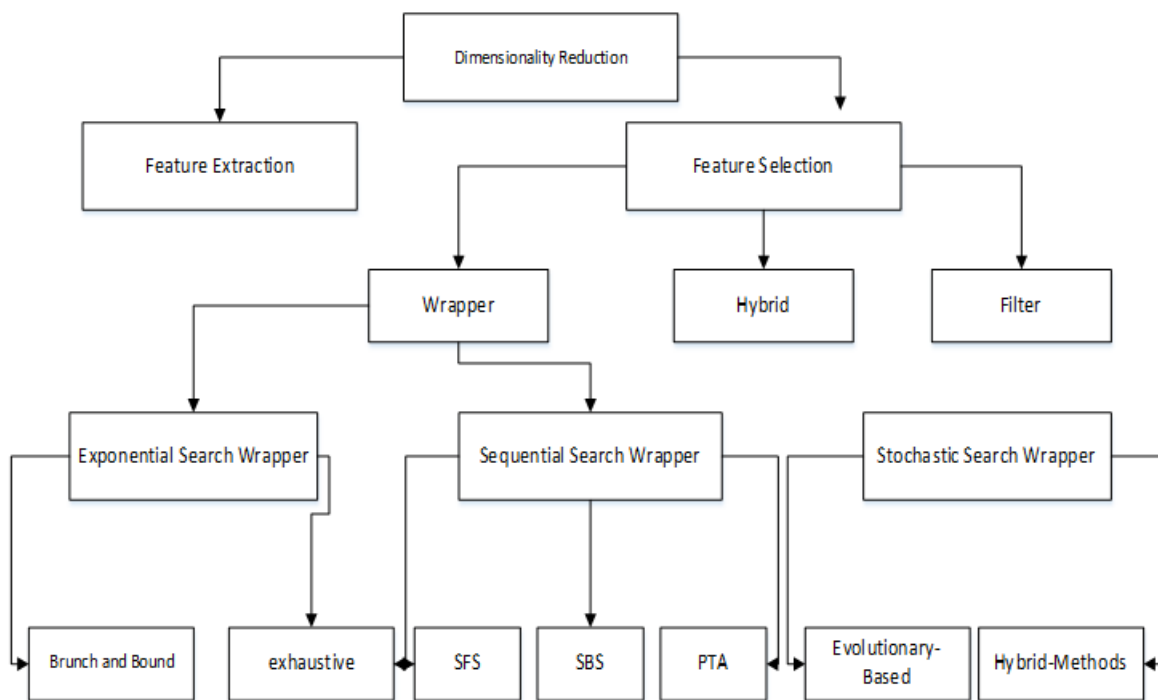 Dimensionality Reduction
Feature Extraction
Feature Selection
Wrapper
Hybrid
Filter
Exponential Search Wrapper
Sequential Search Wrapper
Stochastic Search Wrapper
Brunch and Bound
exhaustive
SFS
SBS
PTA
Evolutionary-
Based
Hybrid-Methods